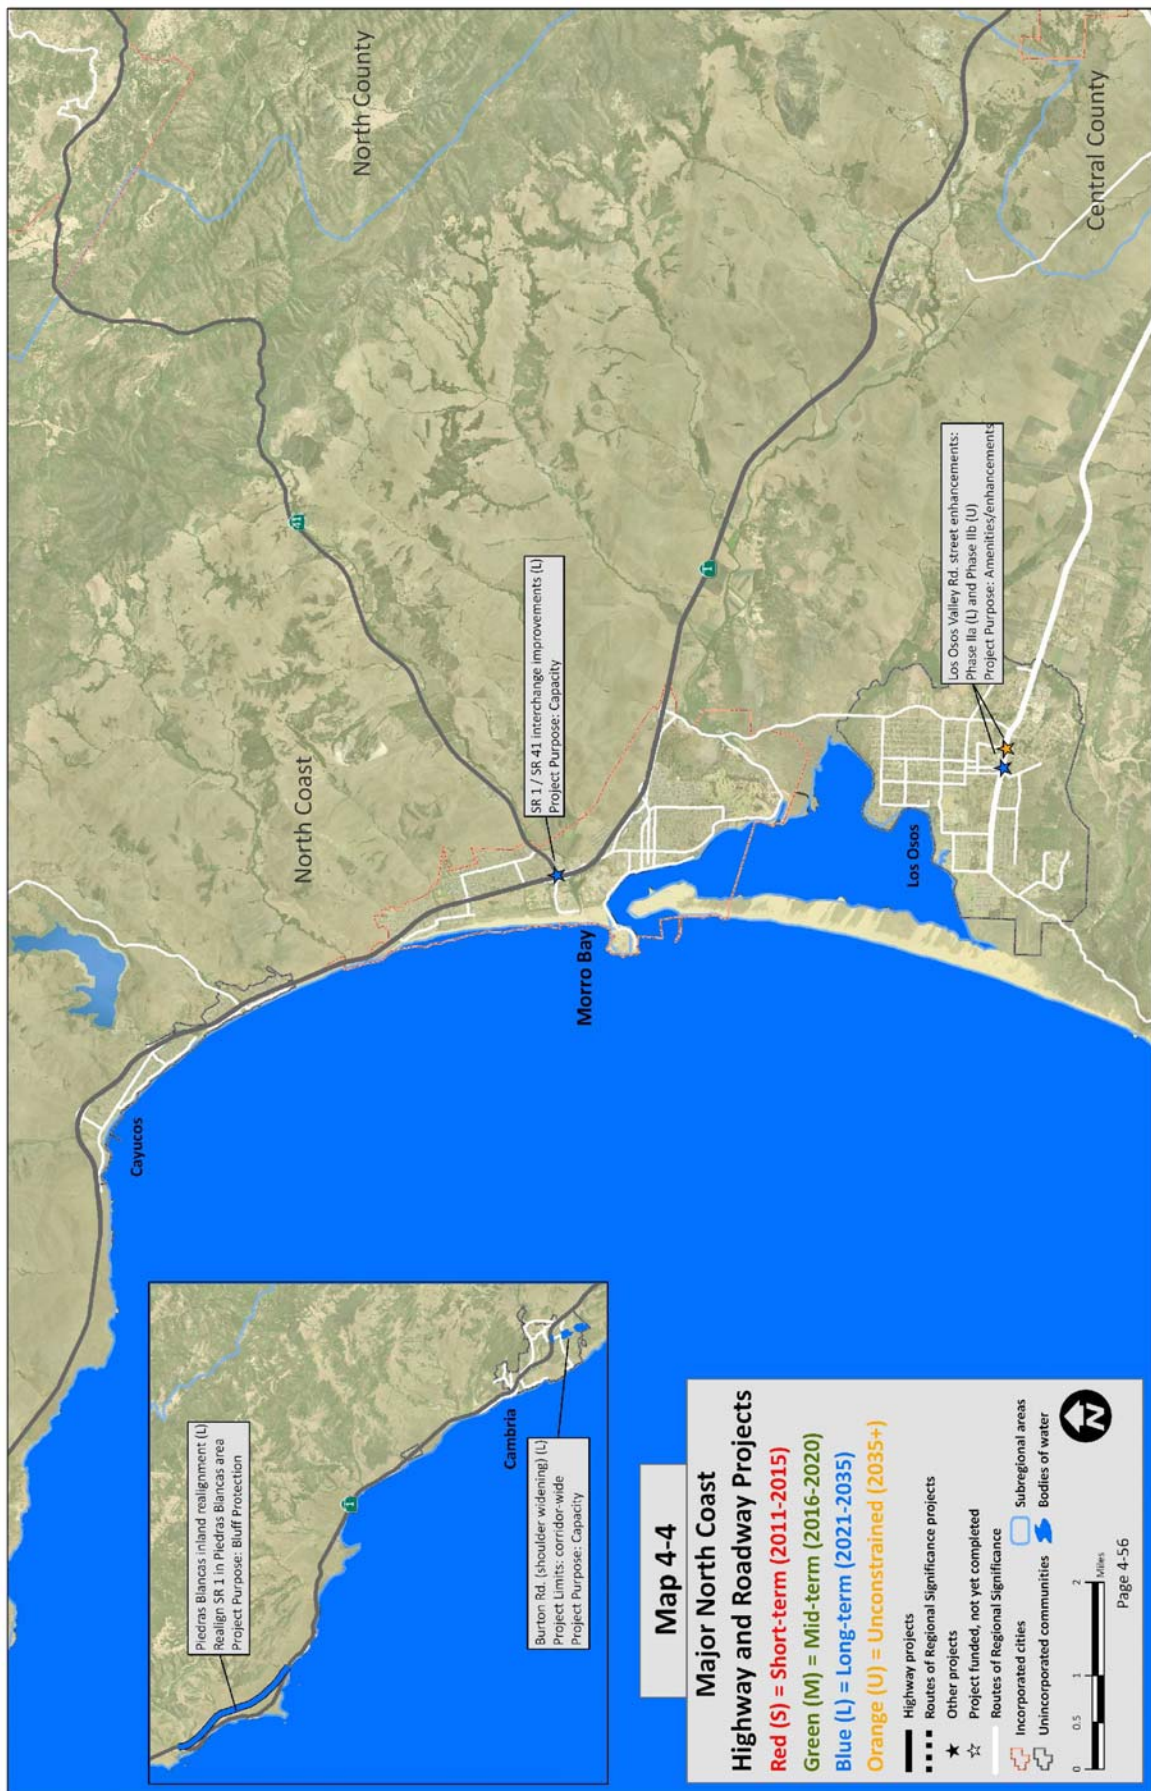 Piedras Blancas inland realignment (L)
Realign SR 1 in Piedras Blancas area
Project Purpose: Bluff Protection
1
Cambria
Burton Rd. (shoulder widening) (L)
Project Limits: corridor-wide
Project Purpose: Capacity
Cayucos
North Coast
North County
41
SR 1 / SR 41 interchange improvements (L)
Project Purpose: Capacity
Morro Bay
1
Central County
Los Osos Valley Rd. street enhancements:
Phase IIa (L) and Phase IIb (U)
Project Purpose: Amenities/enhancements
Los Osos
Map 4-4
Major North Coast
Highway and Roadway Projects
Red (S) = Short-term (2011-2015)
Green (M) = Mid-term (2016-2020)
Blue (L) = Long-term (2021-2035)
Orange (U) = Unconstrained (2035+)
Highway projects
Routes of Regional Significance projects
Other projects
Project funded, not yet completed
Routes of Regional Significance
Incorporated cities
Subregional areas
Unincorporated communities
Bodies of water
0 0.5 1 2
Miles
N
Page 4-56